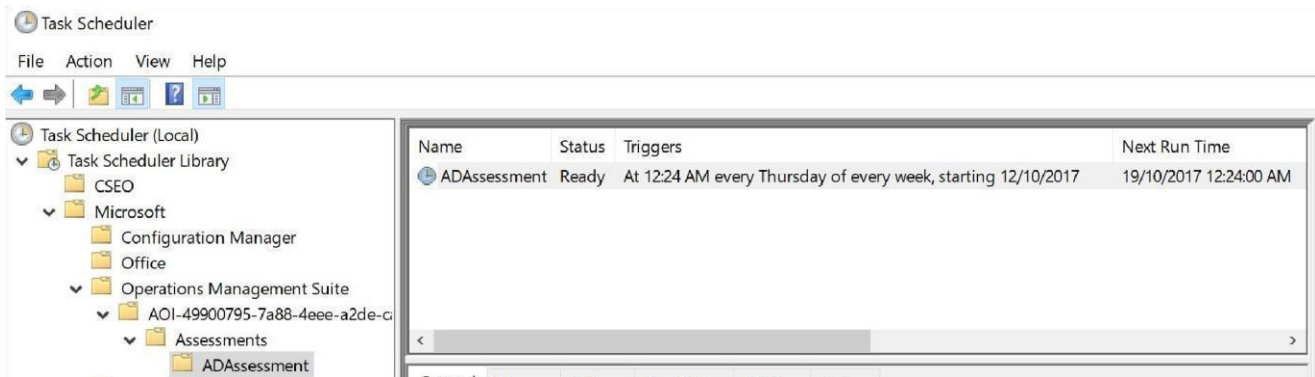 Task Scheduler
File Action View Help
Task Scheduler (Local)
Task Scheduler Library
CSEO
Microsoft
Configuration Manager
Office
Operations Management Suite
AOI-49900795-7a88-4eee-a2de-ca
Assessments
ADAssessment
Name Status Triggers Next Run Time
ADAssessment Ready At 12:24 AM every Thursday of every week, starting 12/10/2017 19/10/2017 12:24:00 AM